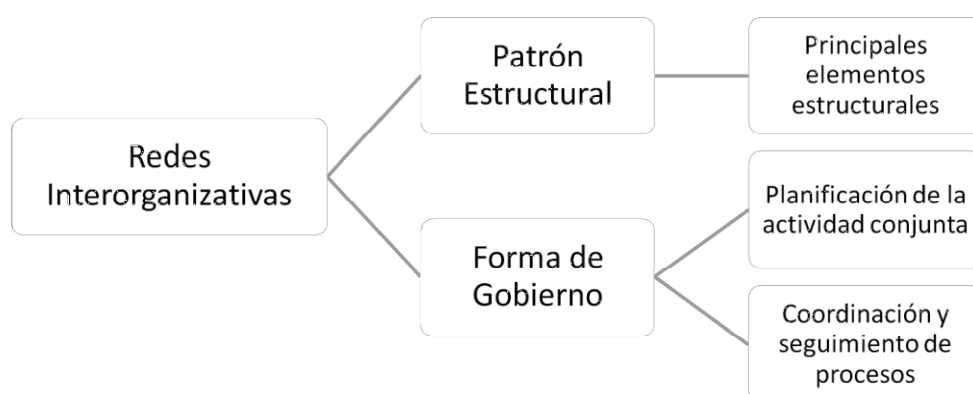 Redes
Interorganizativas
Patrón
Estructural
Principales
elementos
estructurales
Forma de
Gobierno
Planificación de la
actividad conjunta
Coordinación y
seguimiento de
procesos